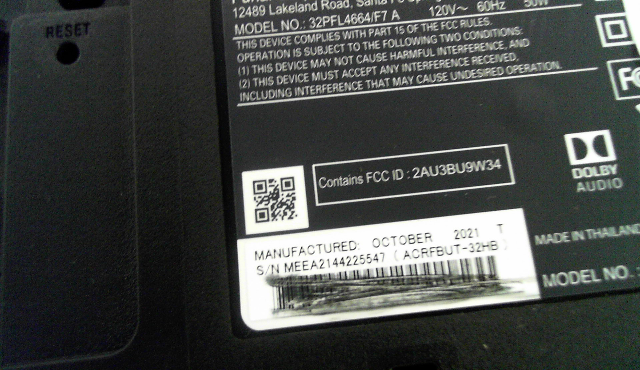 RESET
12489 Lakeland Road, Santa Fe
MODEL NO.: 32PFL4664/F7 A 120V~ 60Hz 50W
THIS DEVICE COMPLIES WITH PART 15 OF THE FCC RULES.
OPERATION IS SUBJECT TO THE FOLLOWING TWO CONDITIONS:
(1) THIS DEVICE MAY NOT CAUSE HARMFUL INTERFERENCE, AND
(2) THIS DEVICE MUST ACCEPT ANY INTERFERENCE RECEIVED,
INCLUDING INTERFERENCE THAT MAY CAUSE UNDESIRED OPERATION.
Contains FCC ID : 2AU3BU9W34
DOLBY
AUDIO
MANUFACTURED: OCTOBER 2021 T
S/N MEEA2144225547 ( ACRFBUT-32HB )
MADE IN THAILAND
MODEL NO.